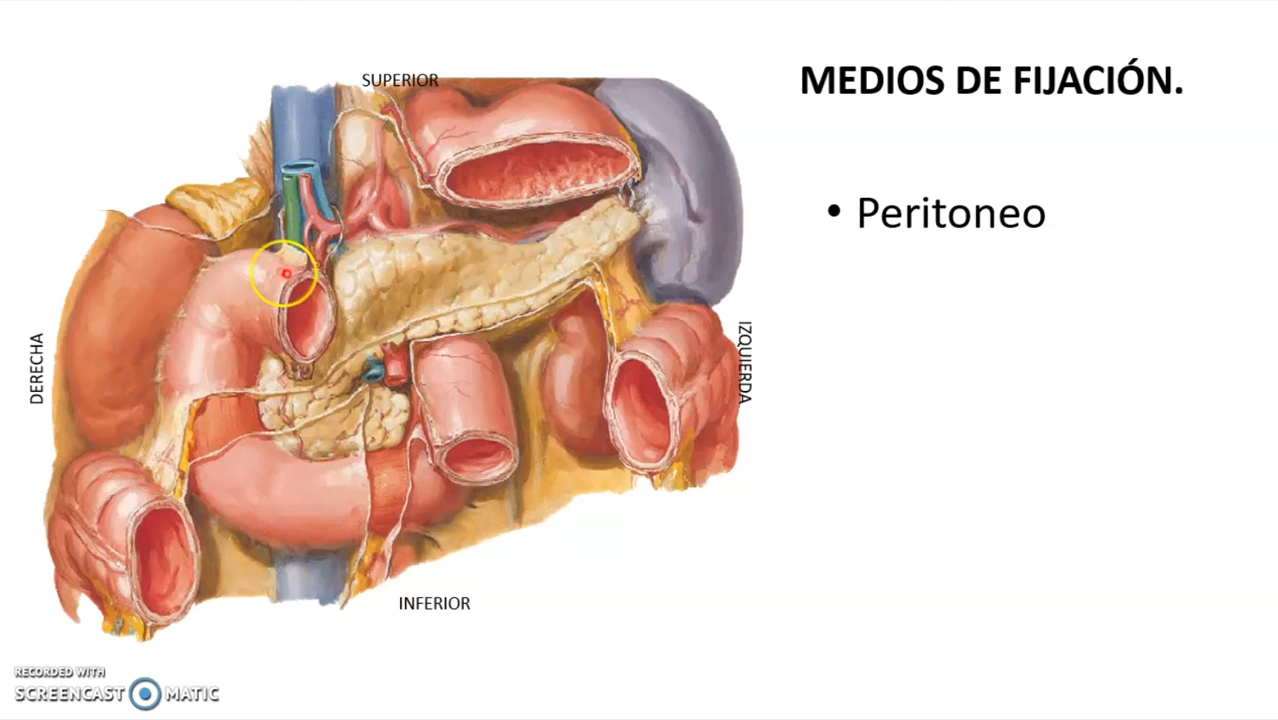 SUPERIOR
MEDIOS DE FIJACIÓN.
• Peritoneo
DERECHA
IZQUIERDA
INFERIOR
RECORDED WITH
SCREENCAST MATIC